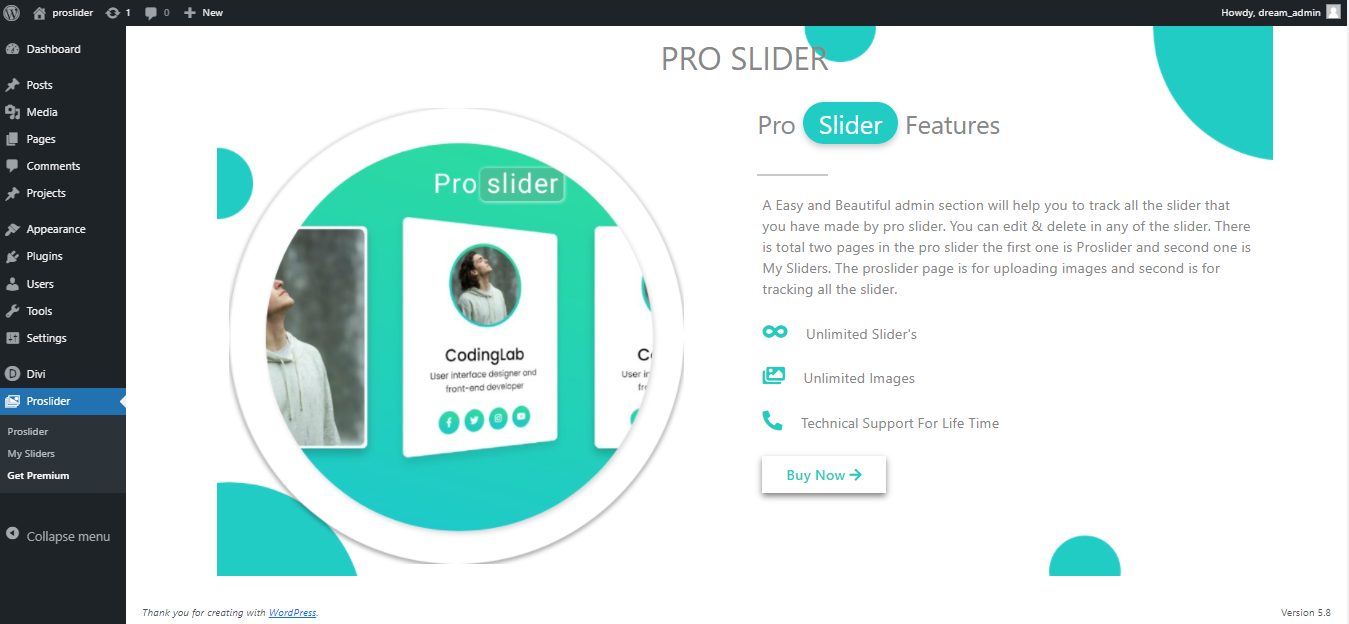 proslider
1
0
New
Howdy, dream_admin
Dashboard
Posts
Media
Pages
Comments
Projects
Appearance
Plugins
Users
Tools
Settings
Divi
Proslider
Proslider
My Sliders
Get Premium
Collapse menu
PRO SLIDER
Pro slider
CodingLab
User interface designer and
front-end developer
Pro Slider Features
A Easy and Beautiful admin section will help you to track all the slider that
you have made by pro slider. You can edit & delete in any of the slider. There
is total two pages in the pro slider the first one is Proslider and second one is
My Sliders. The proslider page is for uploading images and second is for
tracking all the slider.
Unlimited Slider's
Unlimited Images
Technical Support For Life Time
Buy Now
Thank you for creating with WordPress.
Version 5.8